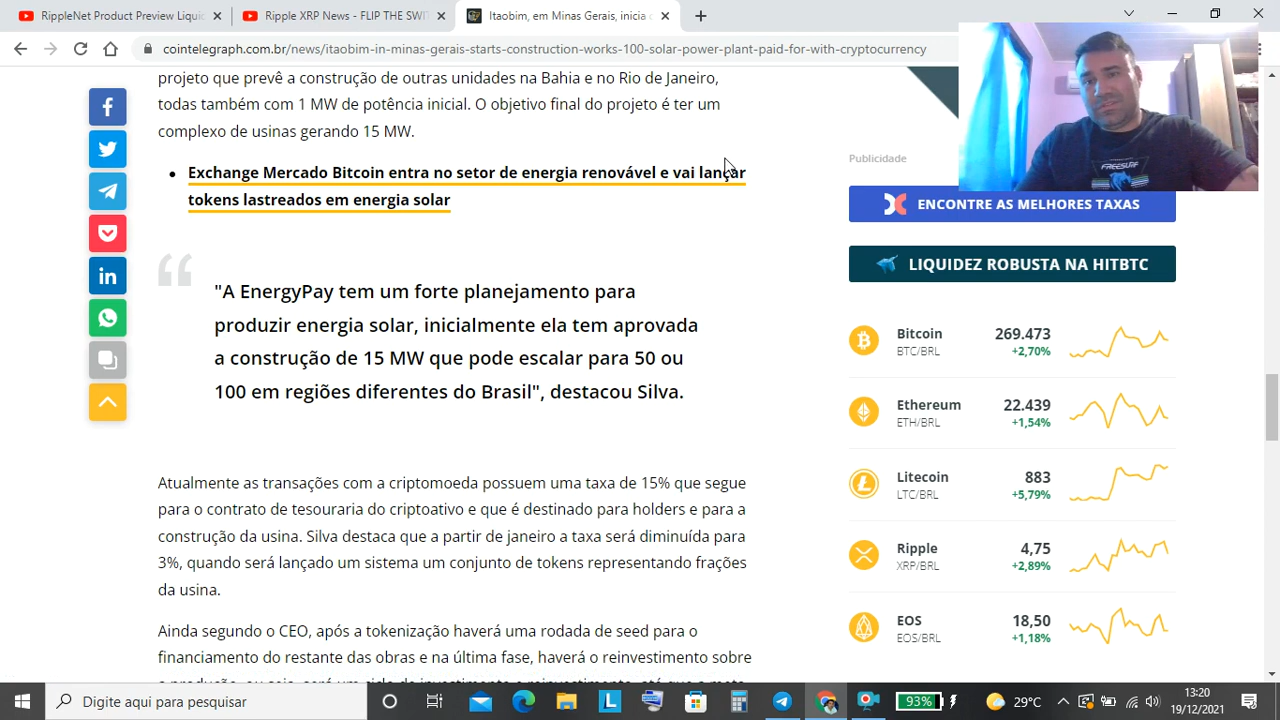 RippleNet Product Preview Liquid
Ripple XRP News - FLIP THE SWIT
Itaobim, em Minas Gerais, inicia c
cointelegraph.com.br/news/itaobim-in-minas-gerais-starts-construction-works-100-solar-power-plant-paid-for-with-cryptocurrency
projeto que prevê a construção de outras unidades na Bahia e no Rio de Janeiro,
todas também com 1 MW de potência inicial. O objetivo final do projeto é ter um
complexo de usinas gerando 15 MW.
Exchange Mercado Bitcoin entra no setor de energia renovável e vai lançar
tokens lastreados em energia solar
"A EnergyPay tem um forte planejamento para
produzir energia solar, inicialmente ela tem aprovada
a construção de 15 MW que pode escalar para 50 ou
100 em regiões diferentes do Brasil", destacou Silva.
Atualmente as transações com a criptomoeda possuem uma taxa de 15% que segue
para o contrato de tesouraria do criptoativo e que é destinado para holders e para a
construção da usina. Silva destaca que a partir de janeiro a taxa será diminuída para
3%, quando será lançado um sistema um conjunto de tokens representando frações
da usina.
Ainda segundo o CEO, após a tokenização haverá uma rodada de seed para o
financiamento do restante das obras e na última fase, haverá o reinvestimento sobre
Publicidade
ENCONTRE AS MELHORES TAXAS
LIQUIDEZ ROBUSTA NA HITBTC
Bitcoin 269.473
BTC/BRL +2,70%
Ethereum 22.439
ETH/BRL +1,54%
Litecoin 883
LTC/BRL +5,79%
Ripple 4,75
XRP/BRL +2,89%
EOS 18,50
EOS/BRL +1,18%
Digite aqui para pesquisar
93%
29°C
13:20
19/12/2021